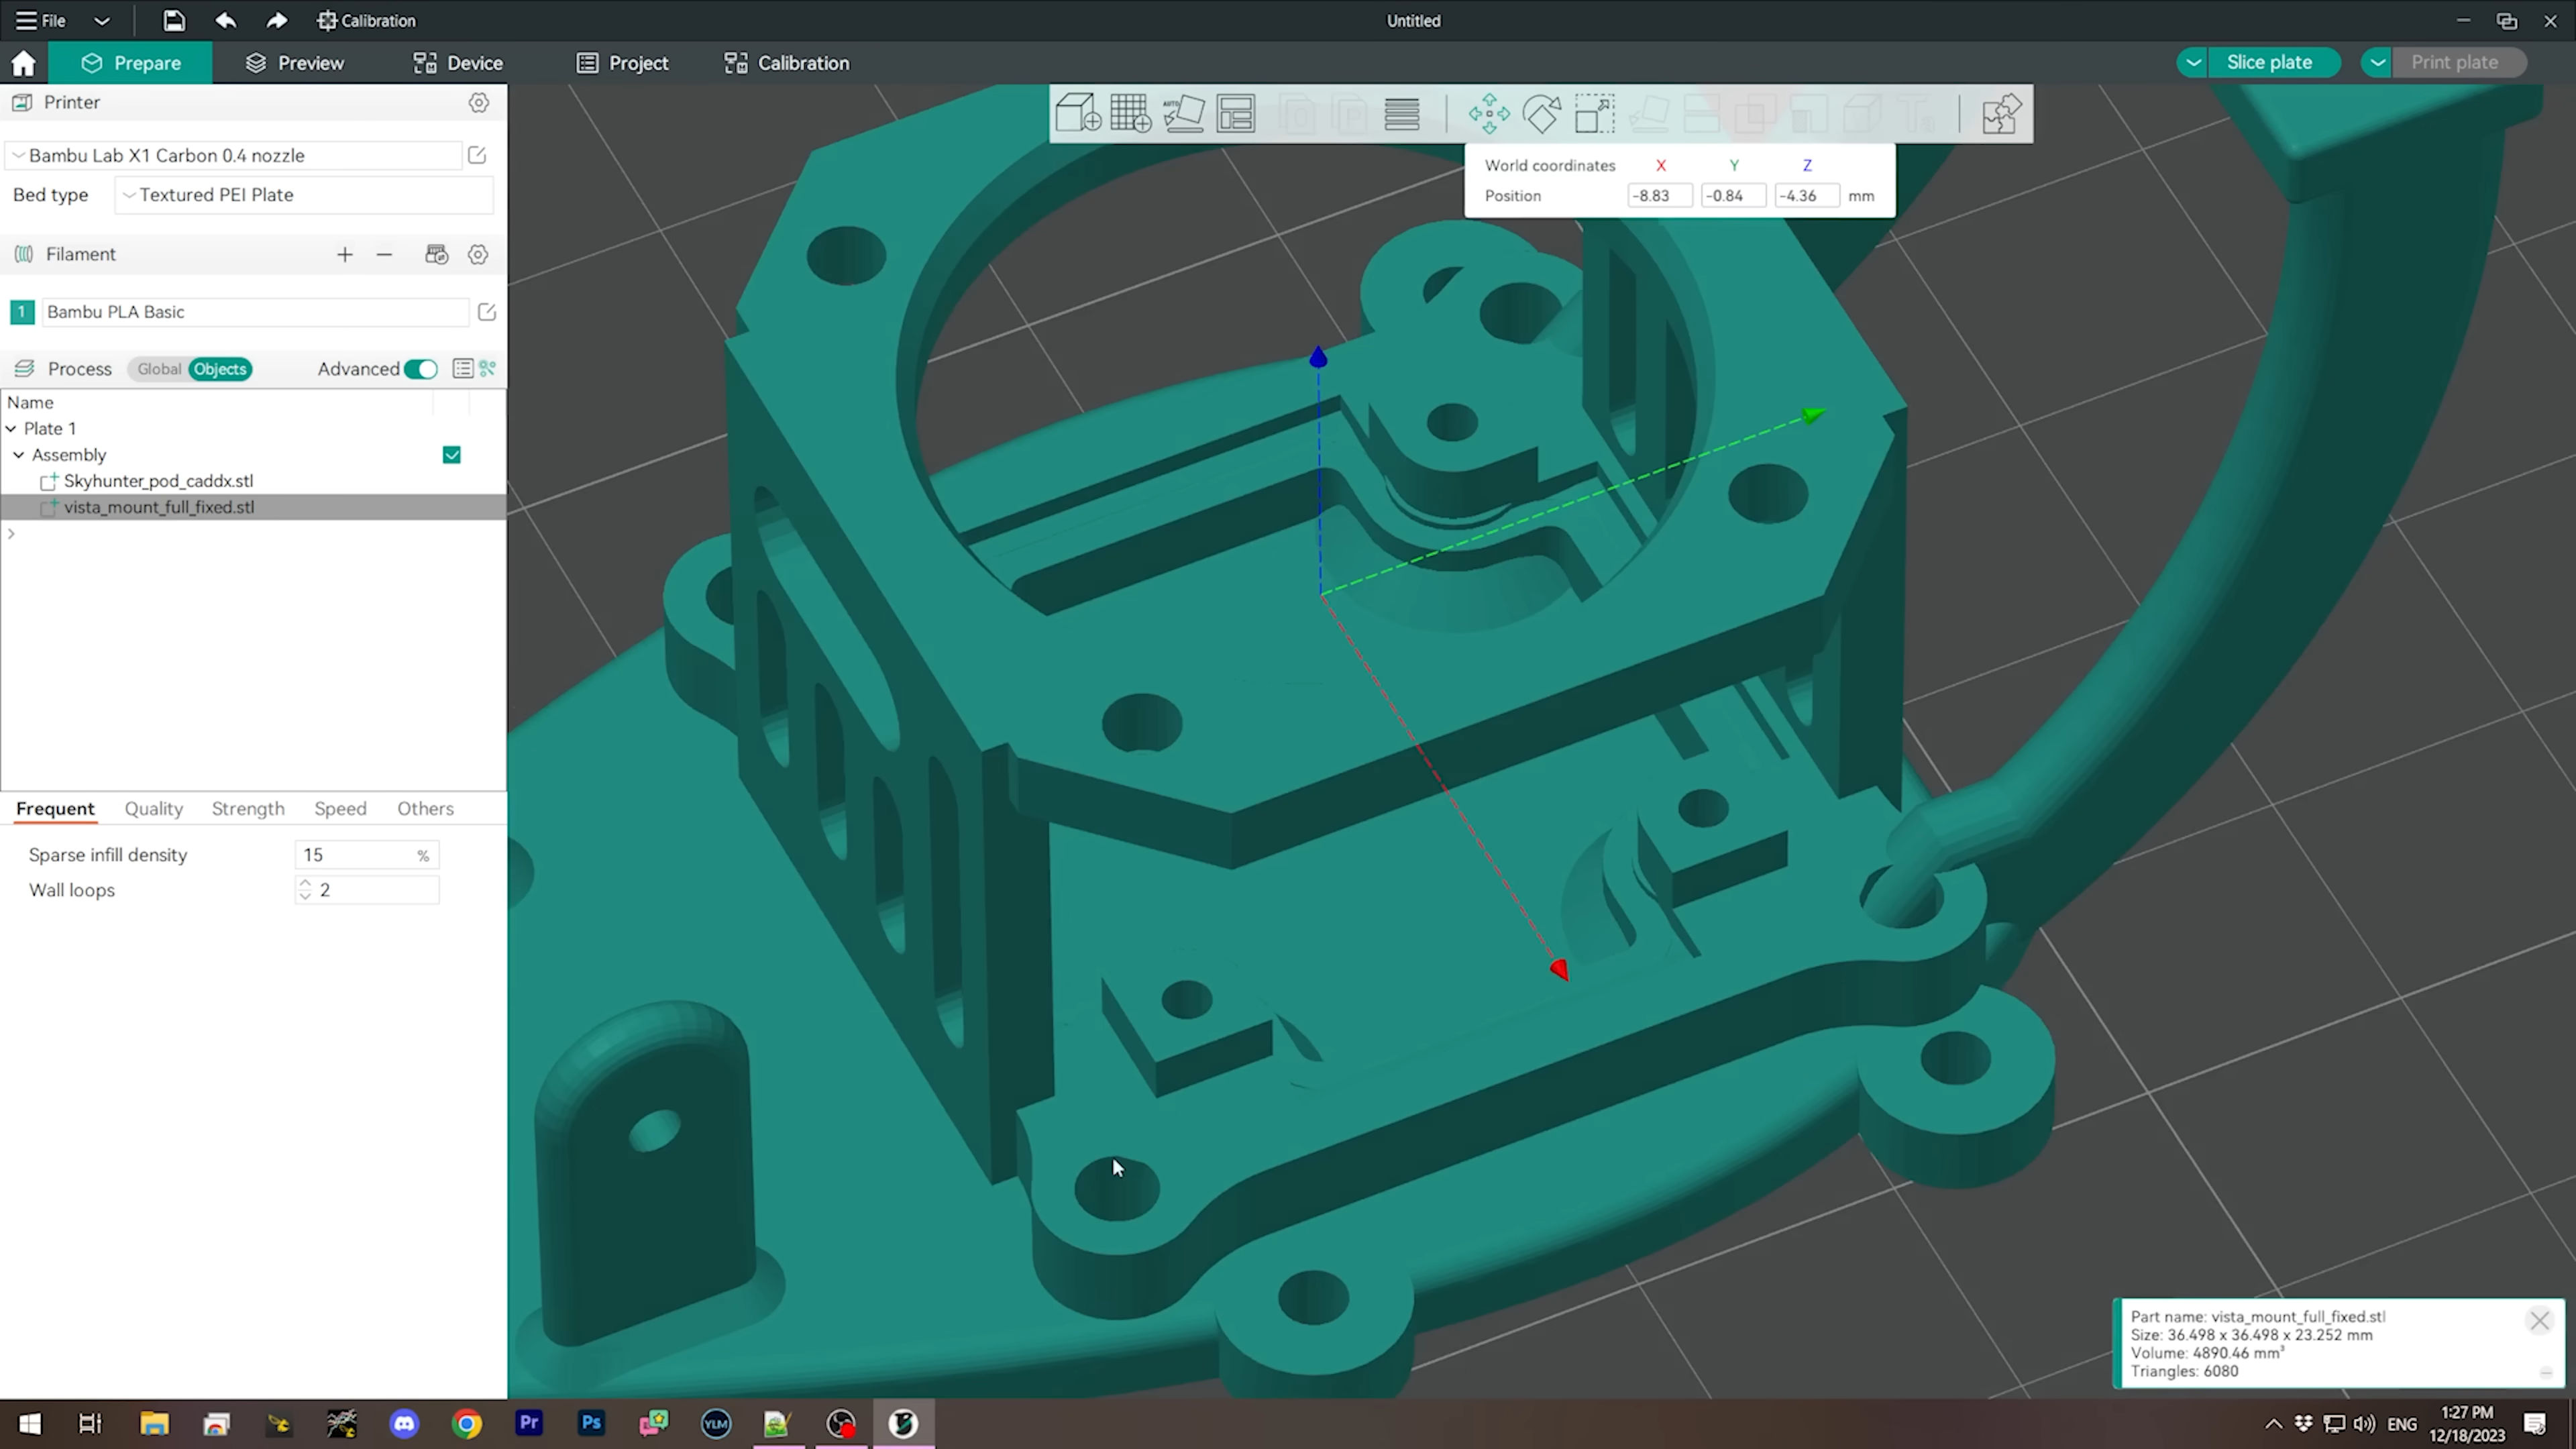 File
Calibration
Untitled
Prepare
Preview
Device
Project
Calibration
Slice plate
Print plate
Printer
Bambu Lab X1 Carbon 0.4 nozzle
Bed type
Textured PEI Plate
World coordinates X Y Z
Position -8.83 -0.84 -4.36 mm
Filament
1 Bambu PLA Basic
Process Global Objects Advanced
Name
Plate 1
Assembly
Skyhunter_pod_caddx.stl
vista_mount_full_fixed.stl
Frequent Quality Strength Speed Others
Sparse infill density 15 %
Wall loops 2
Part name: vista_mount_full_fixed.stl
Size: 36.498 x 36.498 x 23.252 mm
Volume: 4890.46 mm³
Triangles: 6080
AUTO
Pr
Ps
YLM
ENG
1:27 PM
12/18/2023